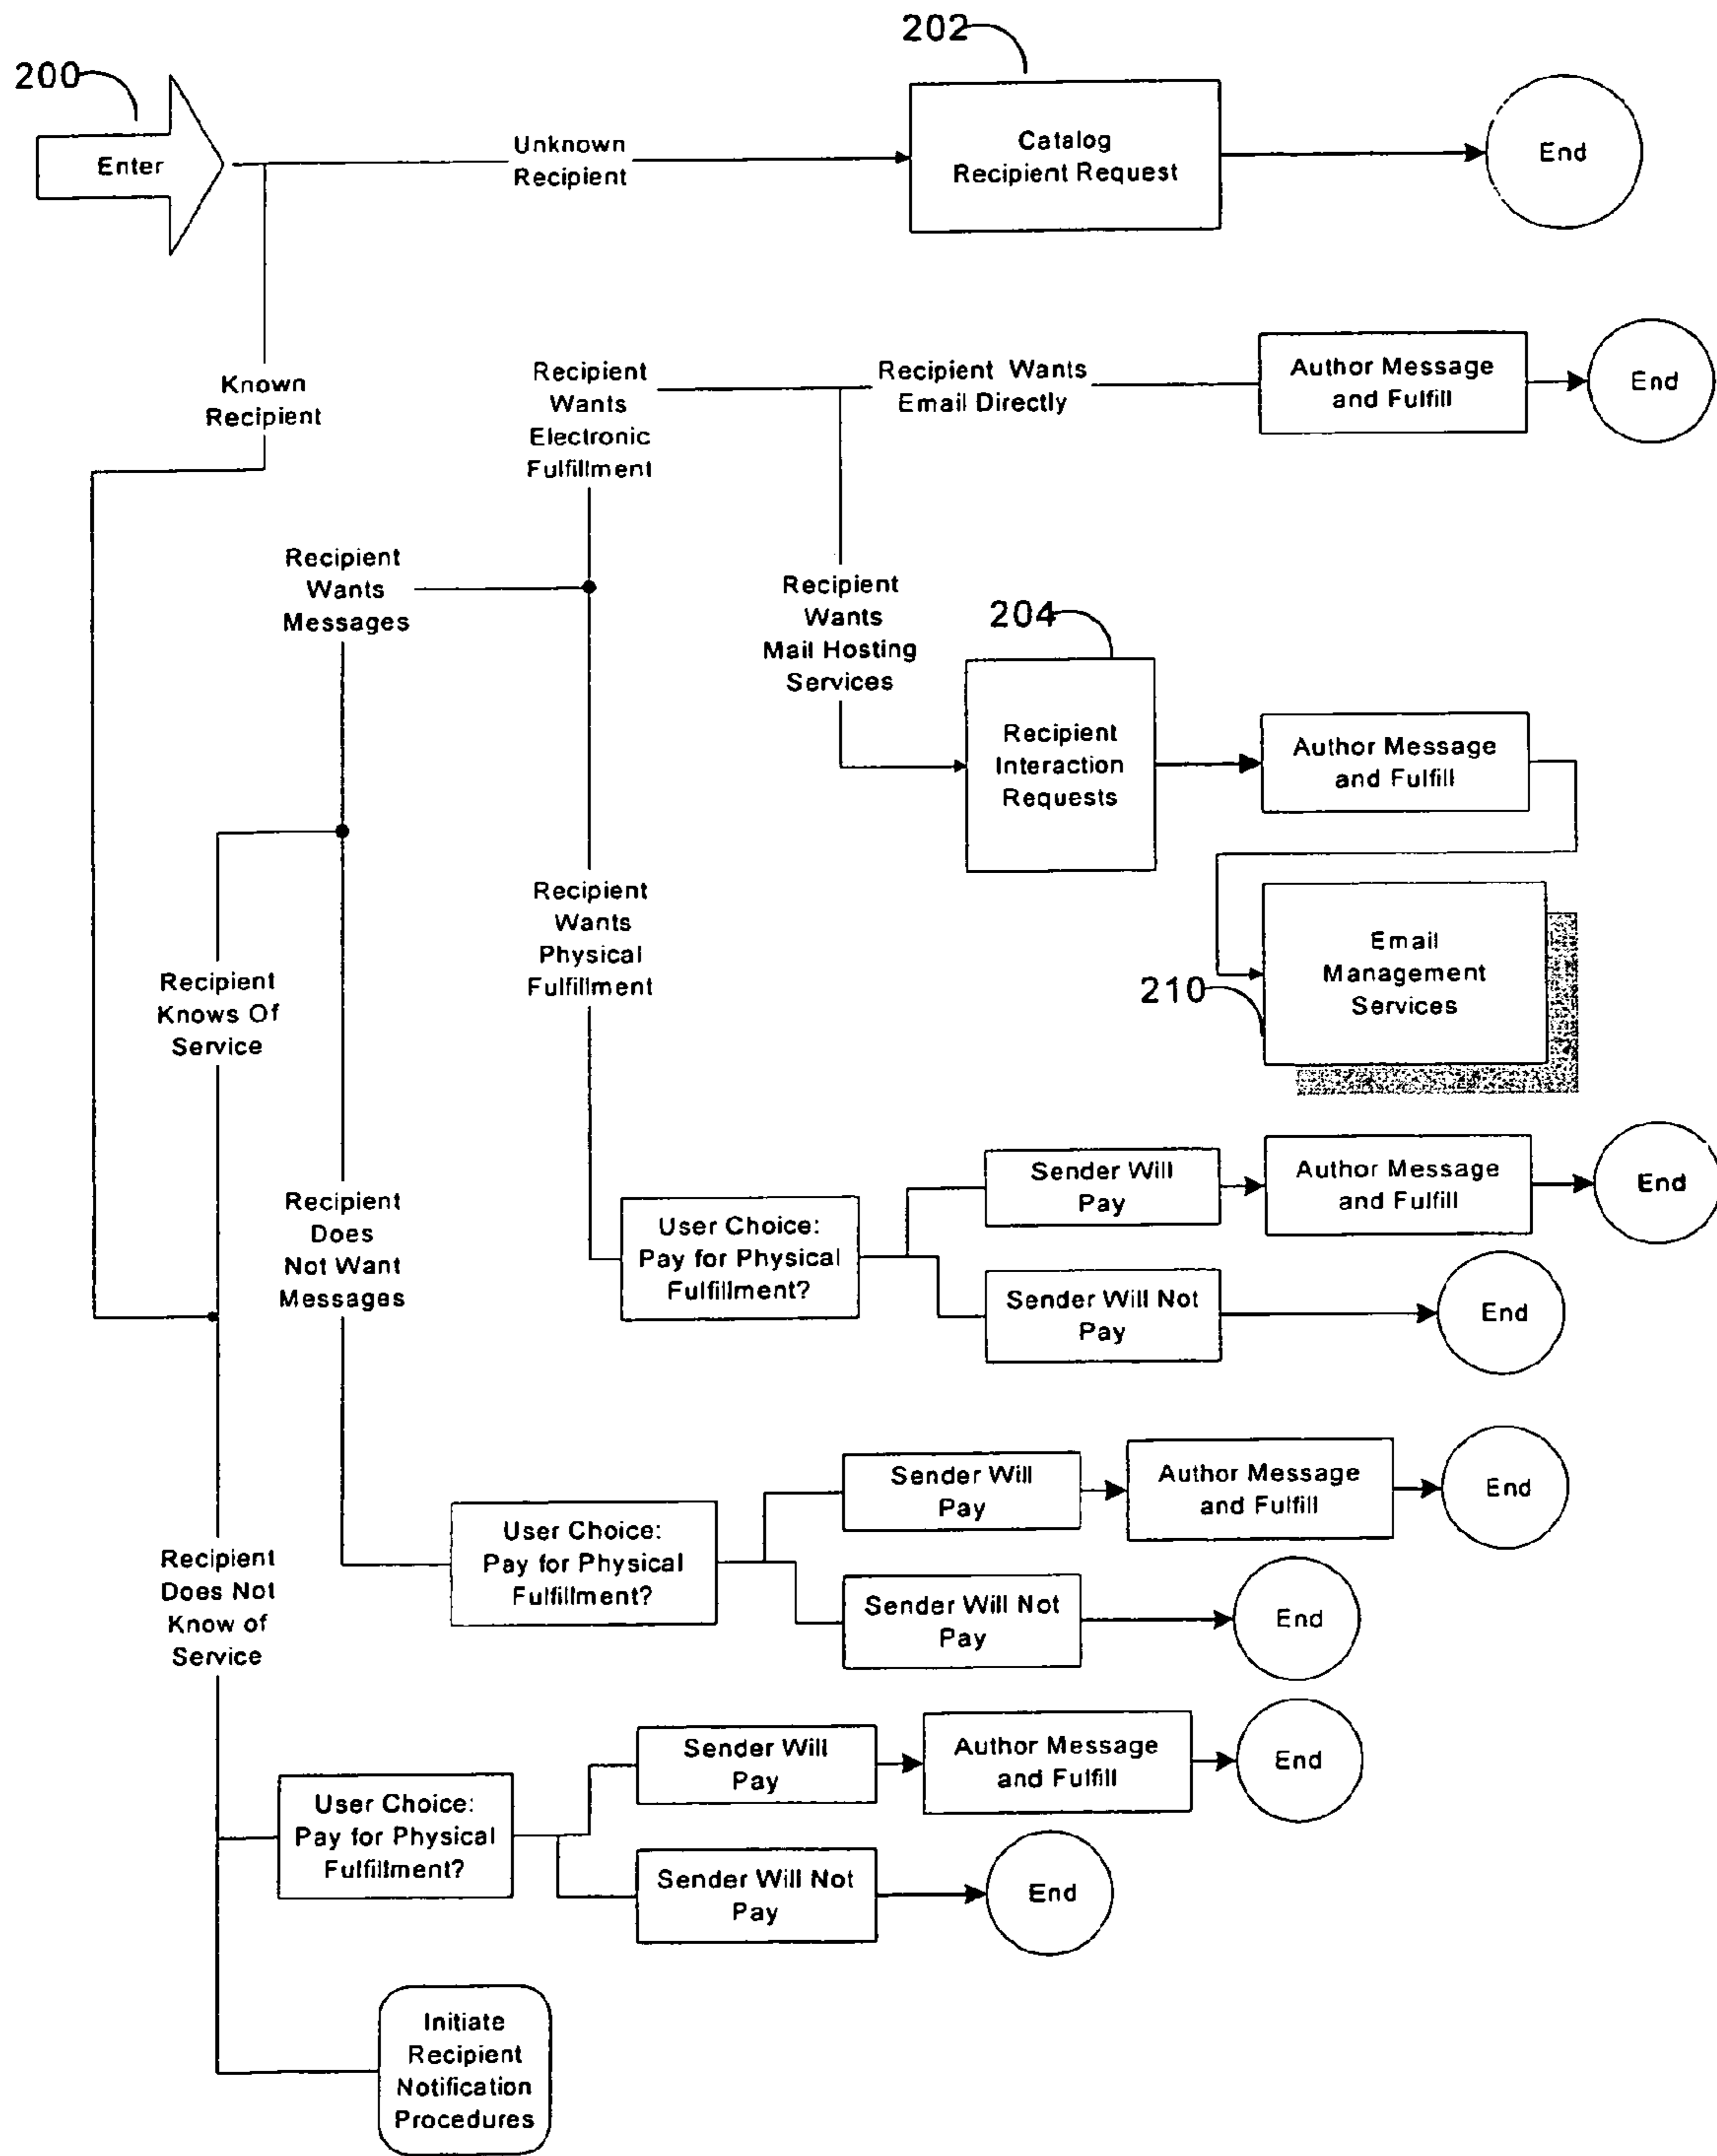 202
200
Enter
Unknown
Recipient
Catalog
Recipient Request
End
Known
Recipient
Recipient
Wants
Electronic
Fulfillment
Recipient Wants
Email Directly
Author Message
and Fulfill
End
Recipient
Wants
Messages
Recipient
Wants
Mail Hosting
Services
204
Recipient
Interaction
Requests
Author Message
and Fulfill
Recipient
Wants
Physical
Fulfillment
Email
Management
Services
210
Recipient
Knows Of
Service
Recipient
Does
Not Want
Messages
User Choice:
Pay for Physical
Fulfillment?
Sender Will
Pay
Author Message
and Fulfill
End
Sender Will Not
Pay
End
User Choice:
Pay for Physical
Fulfillment?
Sender Will
Pay
Author Message
and Fulfill
End
Sender Will Not
Pay
End
Recipient
Does Not
Know of
Service
User Choice:
Pay for Physical
Fulfillment?
Sender Will
Pay
Author Message
and Fulfill
End
Sender Will Not
Pay
End
Initiate
Recipient
Notification
Procedures